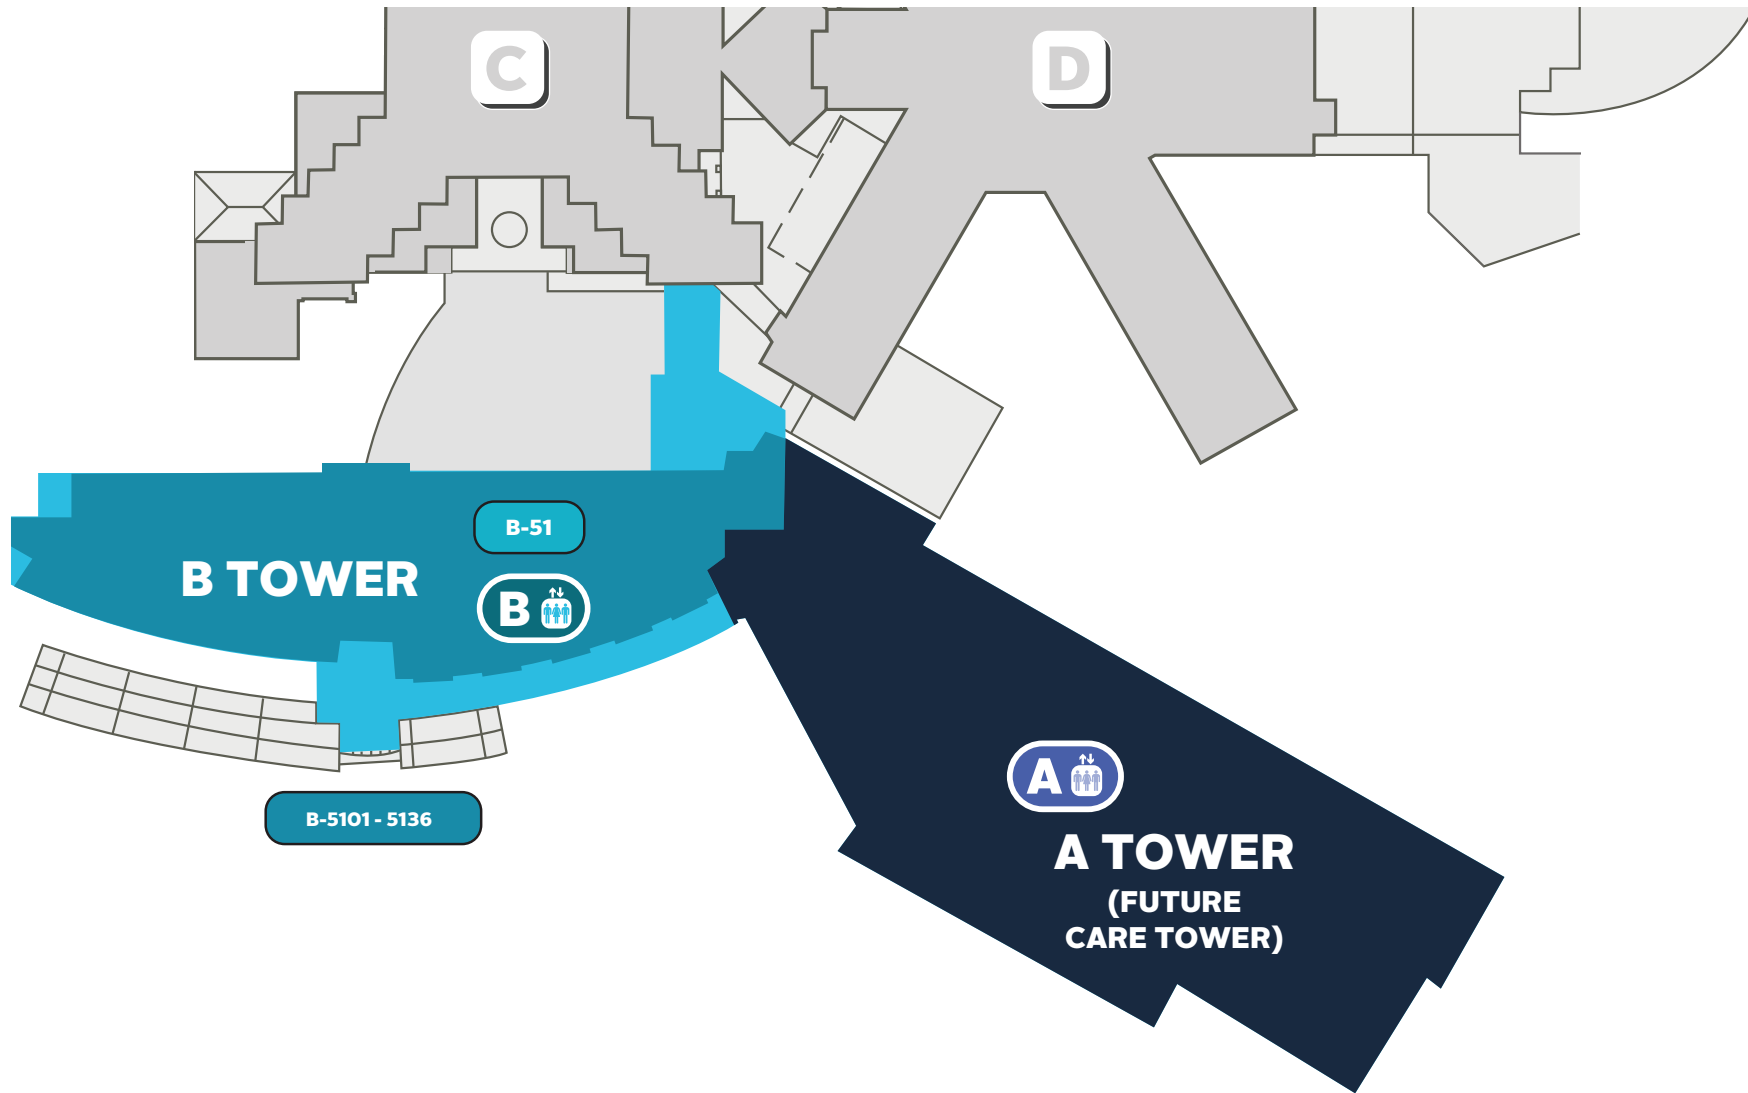 C
D
B-51
B TOWER
B
A
B-5101 - 5136
A TOWER
(FUTURE
CARE TOWER)